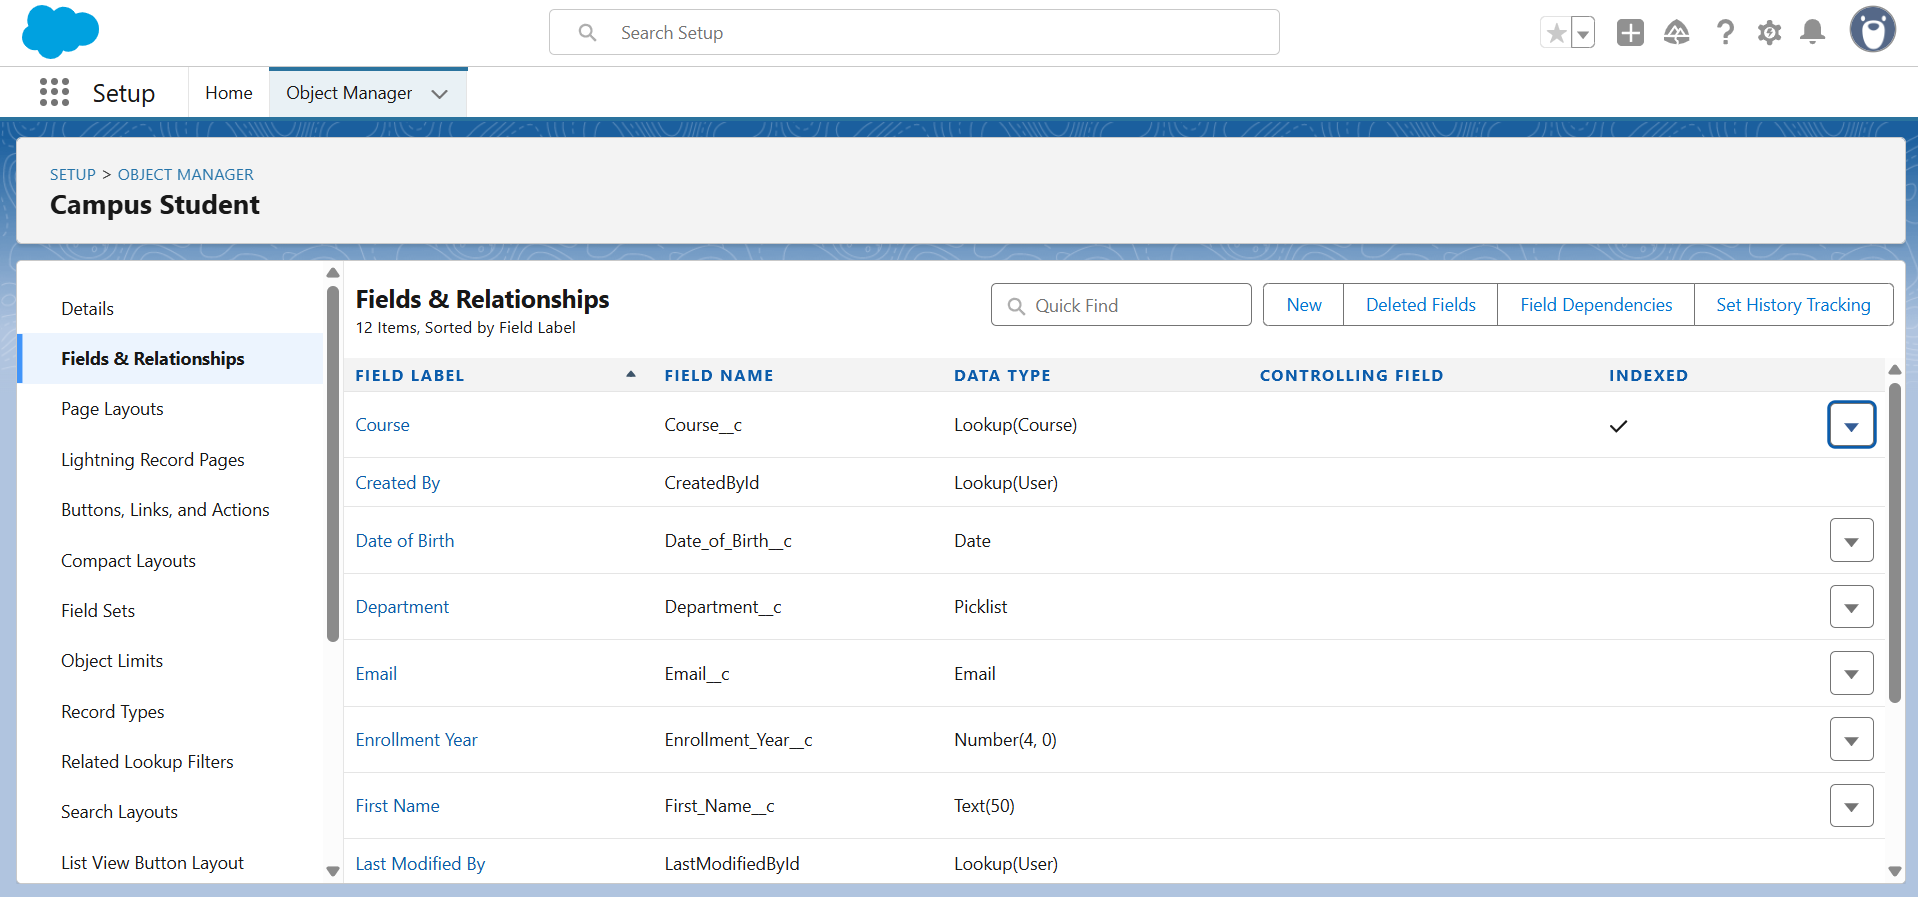 Search Setup
Setup
Home
Object Manager
SETUP > OBJECT MANAGER
Campus Student
Details
Fields & Relationships
Page Layouts
Lightning Record Pages
Buttons, Links, and Actions
Compact Layouts
Field Sets
Object Limits
Record Types
Related Lookup Filters
Search Layouts
List View Button Layout
Fields & Relationships
12 Items, Sorted by Field Label
Quick Find
New
Deleted Fields
Field Dependencies
Set History Tracking
FIELD LABEL FIELD NAME DATA TYPE CONTROLLING FIELD INDEXED
Course Course__c Lookup(Course)
Created By CreatedById Lookup(User)
Date of Birth Date_of_Birth__c Date
Department Department__c Picklist
Email Email__c Email
Enrollment Year Enrollment_Year__c Number(4, 0)
First Name First_Name__c Text(50)
Last Modified By LastModifiedById Lookup(User)